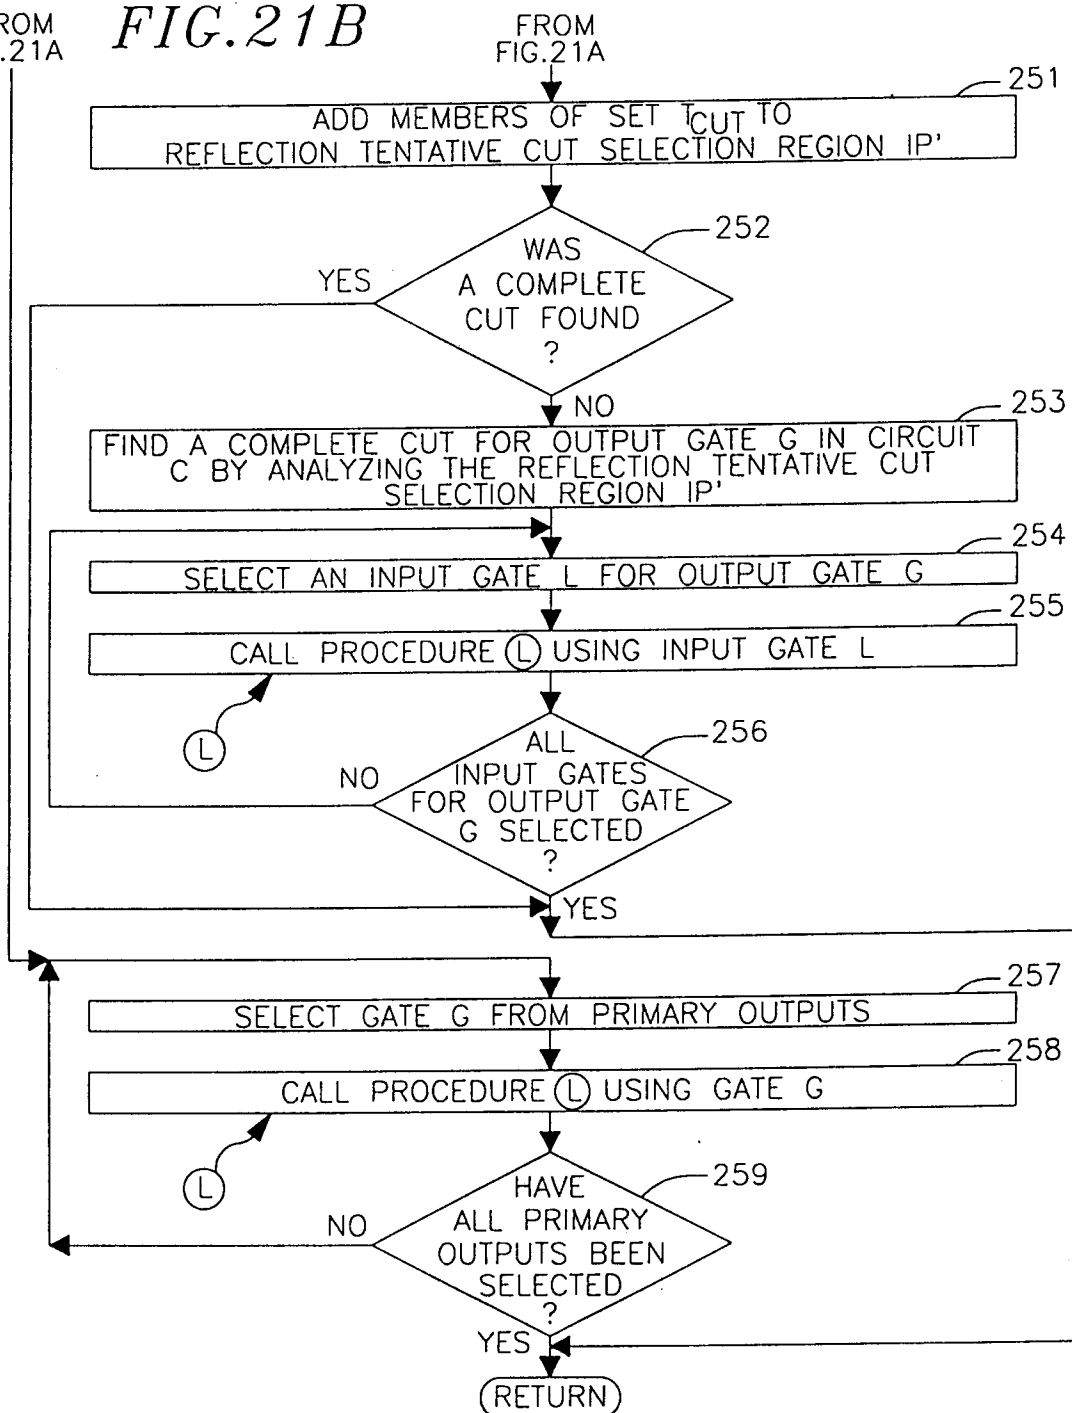 FIG.21B
ROM
.21A
FROM
FIG.21A
251
ADD MEMBERS OF SET TCUT TO
REFLECTION TENTATIVE CUT SELECTION REGION IP'
252
WAS
A COMPLETE
CUT FOUND
?
YES
NO
253
FIND A COMPLETE CUT FOR OUTPUT GATE G IN CIRCUIT
C BY ANALYZING THE REFLECTION TENTATIVE CUT
SELECTION REGION IP'
254
SELECT AN INPUT GATE L FOR OUTPUT GATE G
255
CALL PROCEDURE L USING INPUT GATE L
L
256
ALL
INPUT GATES
FOR OUTPUT GATE
G SELECTED
?
NO
YES
257
SELECT GATE G FROM PRIMARY OUTPUTS
258
CALL PROCEDURE L USING GATE G
L
259
HAVE
ALL PRIMARY
OUTPUTS BEEN
SELECTED
?
NO
YES
RETURN